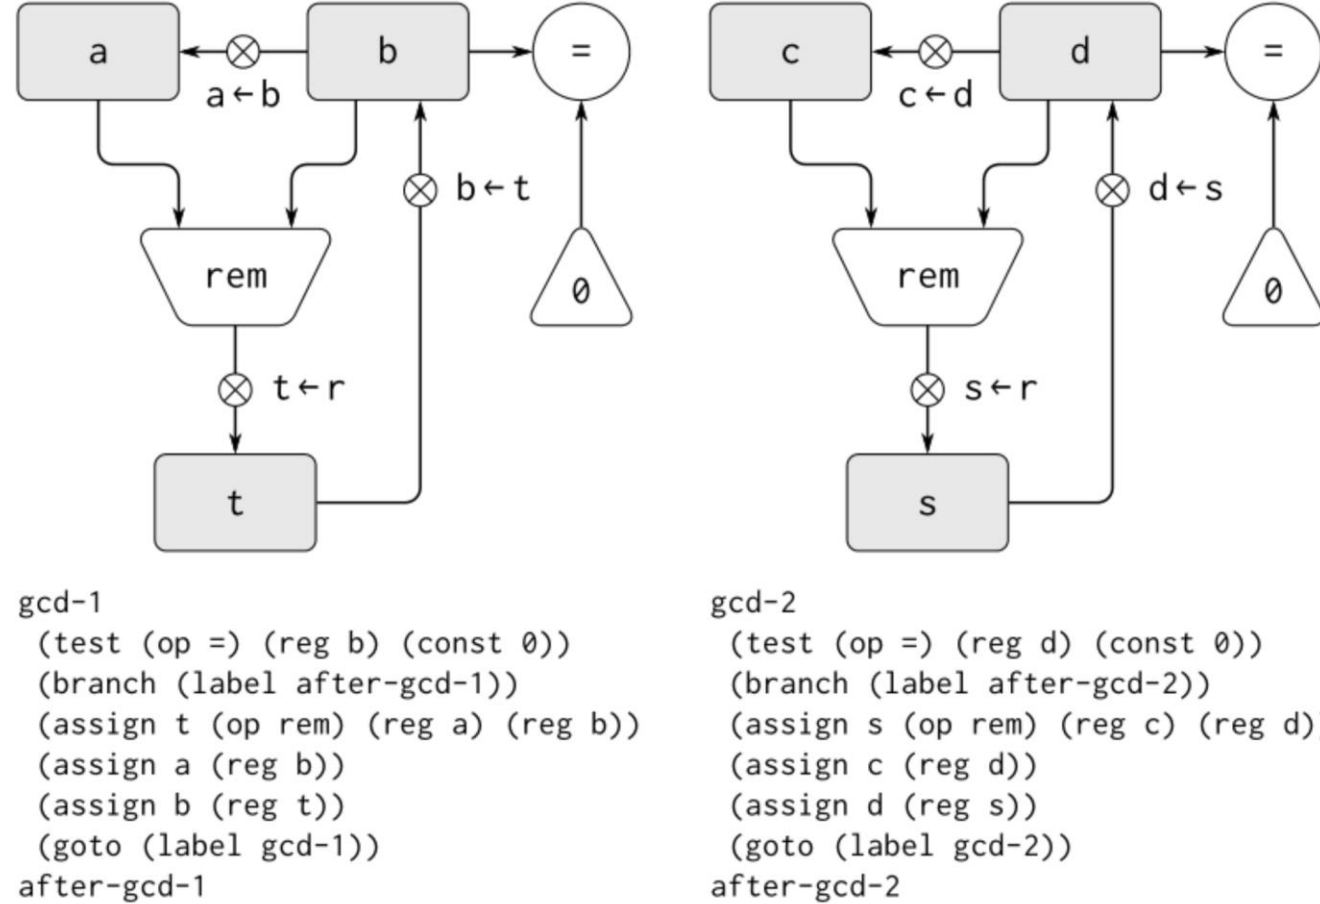 a
a←b
b
=
b←t
rem
0
t←r
t
c
c←d
d
=
d←s
rem
0
s←r
s
gcd-1
(test (op =) (reg b) (const 0))
(branch (label after-gcd-1))
(assign t (op rem) (reg a) (reg b))
(assign a (reg b))
(assign b (reg t))
(goto (label gcd-1))
after-gcd-1
gcd-2
(test (op =) (reg d) (const 0))
(branch (label after-gcd-2))
(assign s (op rem) (reg c) (reg d)
(assign c (reg d))
(assign d (reg s))
(goto (label gcd-2))
after-gcd-2